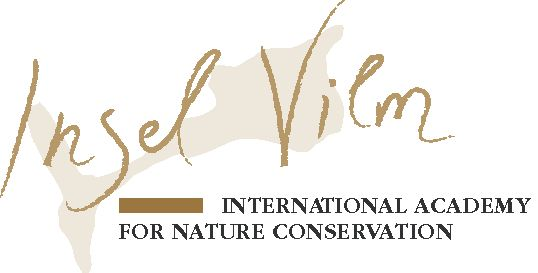 Insel Vilm
INTERNATIONAL ACADEMY
FOR NATURE CONSERVATION